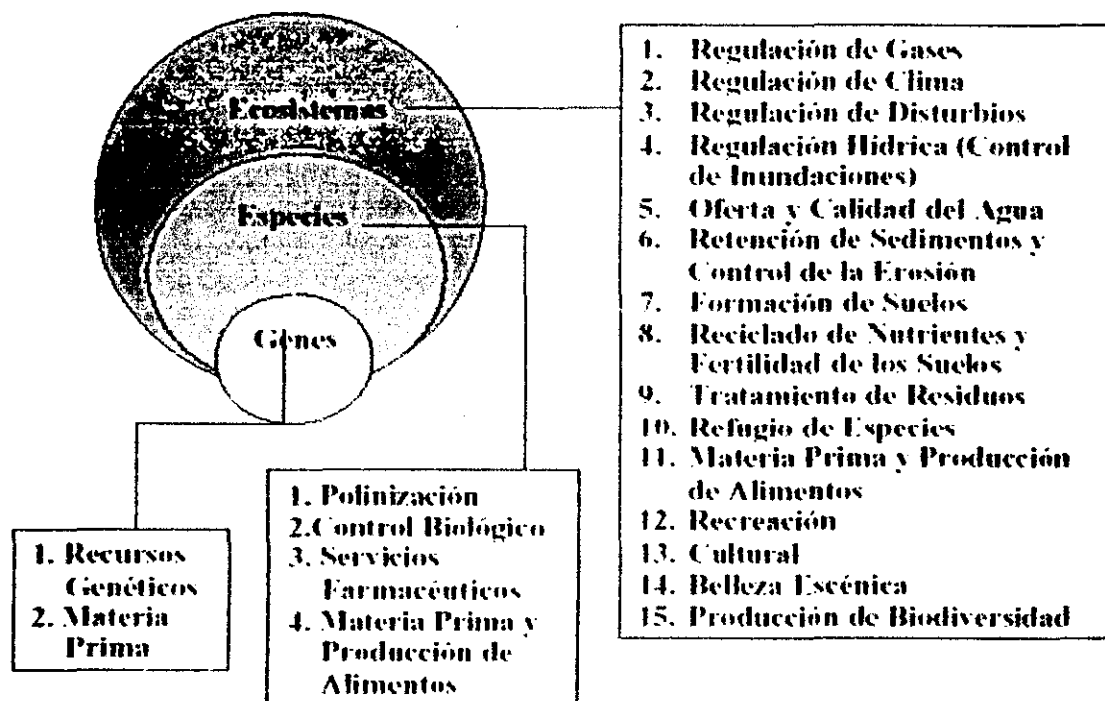 Ecosistemas
Especies
Genes
1. Regulación de Gases
2. Regulación de Clima
3. Regulación de Disturbios
4. Regulación Hídrica (Control
de Inundaciones)
5. Oferta y Calidad del Agua
6. Retención de Sedimentos y
Control de la Erosión
7. Formación de Suelos
8. Reciclado de Nutrientes y
Fertilidad de los Suelos
9. Tratamiento de Residuos
10. Refugio de Especies
11. Materia Prima y Producción
de Alimentos
12. Recreación
13. Cultural
14. Belleza Escénica
15. Producción de Biodiversidad
1. Polinización
2.Control Biológico
3. Servicios
Farmacéuticos
4. Materia Prima y
Producción de
Alimentos
1. Recursos
Genéticos
2. Materia
Prima